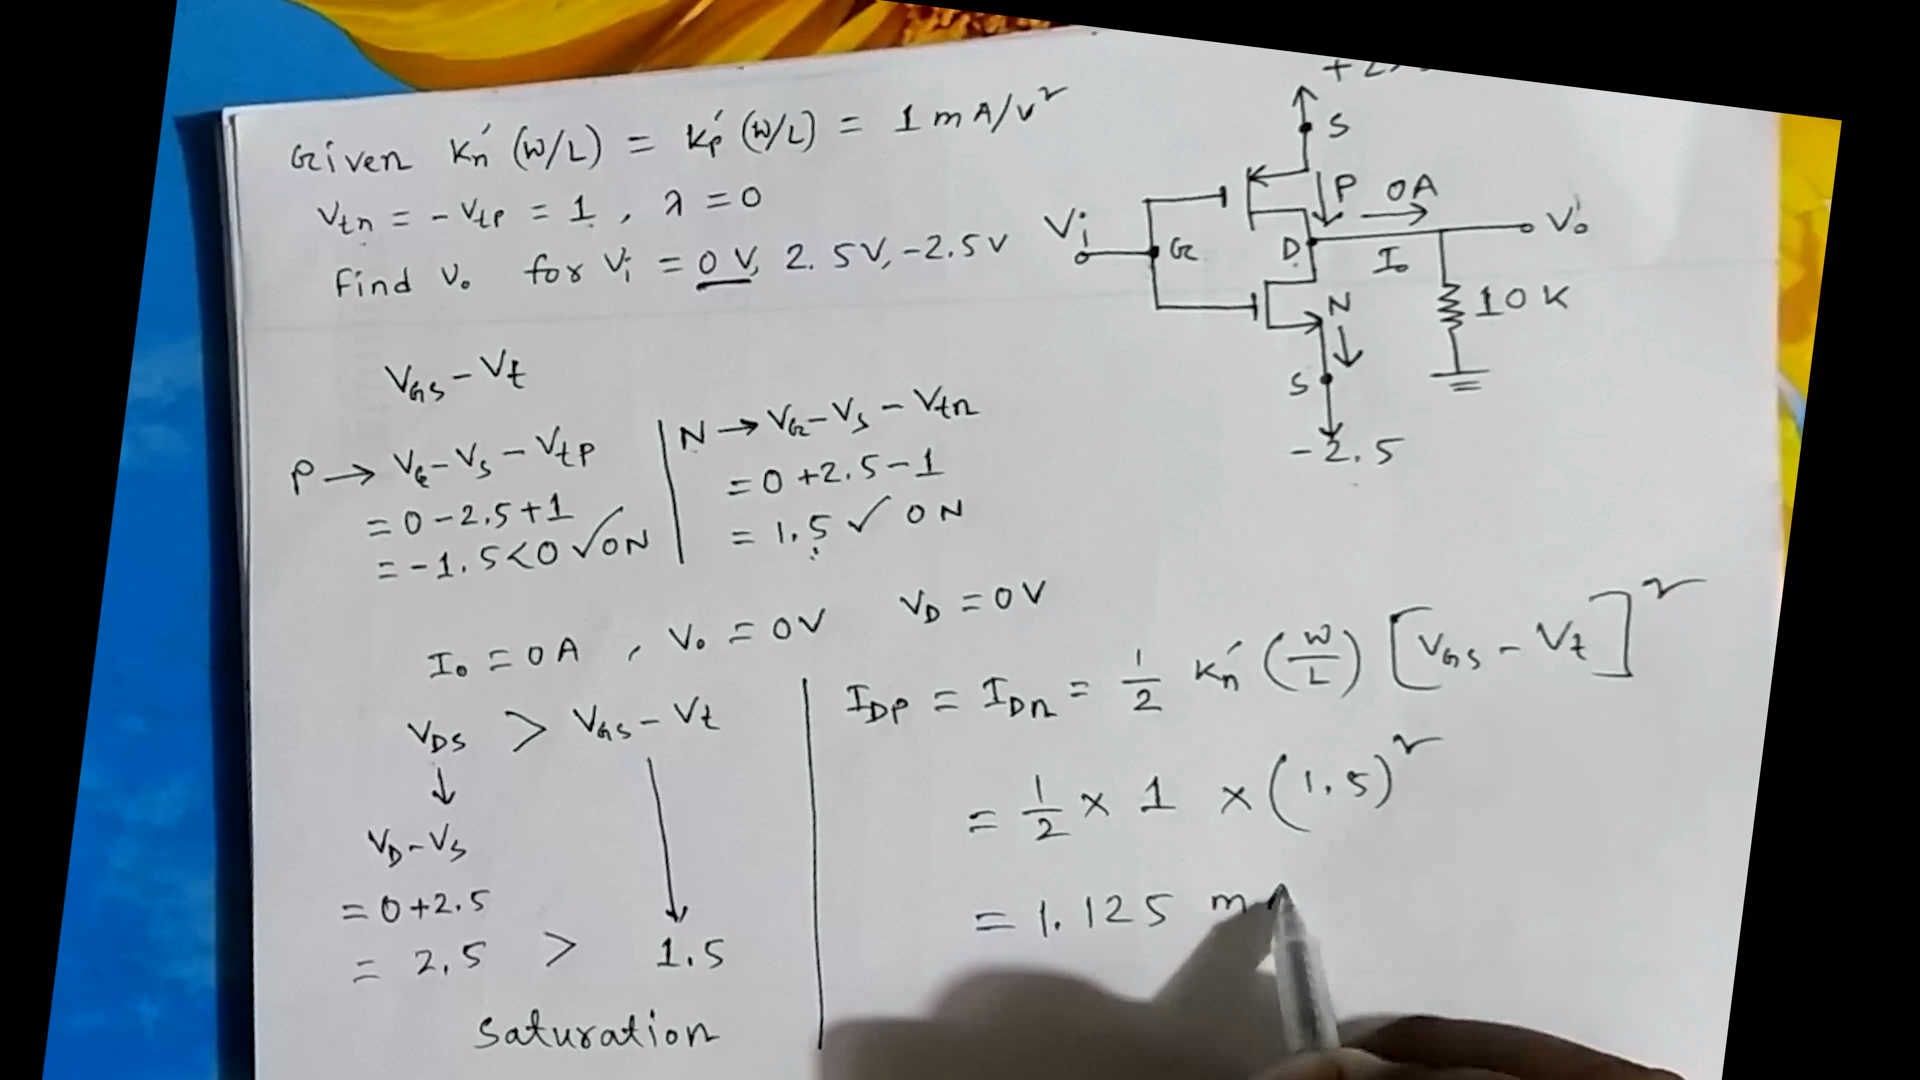 Given Kn′ (W/L) = Kp′ (W/L) = 1 mA/V²
Vtn = - Vtp = 1, λ = 0
Find Vo for Vi = 0V, 2.5V, -2.5V
S
P 0A
Vi
G
D
Vo
Io
N
10K
S
-2.5
VGS - Vt
P → VG - VS - Vtp
= 0 - 2.5 + 1
= -1.5 < 0 ✓ ON
N → VG - VS - Vtn
= 0 + 2.5 - 1
= 1.5 ✓ ON
Io = 0A, Vo = 0V VD = 0V
VDS > VGS - Vt
↓
VD - VS
= 0 + 2.5
= 2.5 > 1.5
Saturation
IDP = IDn = 1/2 Kn′ (W/L) [VGS - Vt]²
= 1/2 × 1 × (1.5)²
= 1.125 m